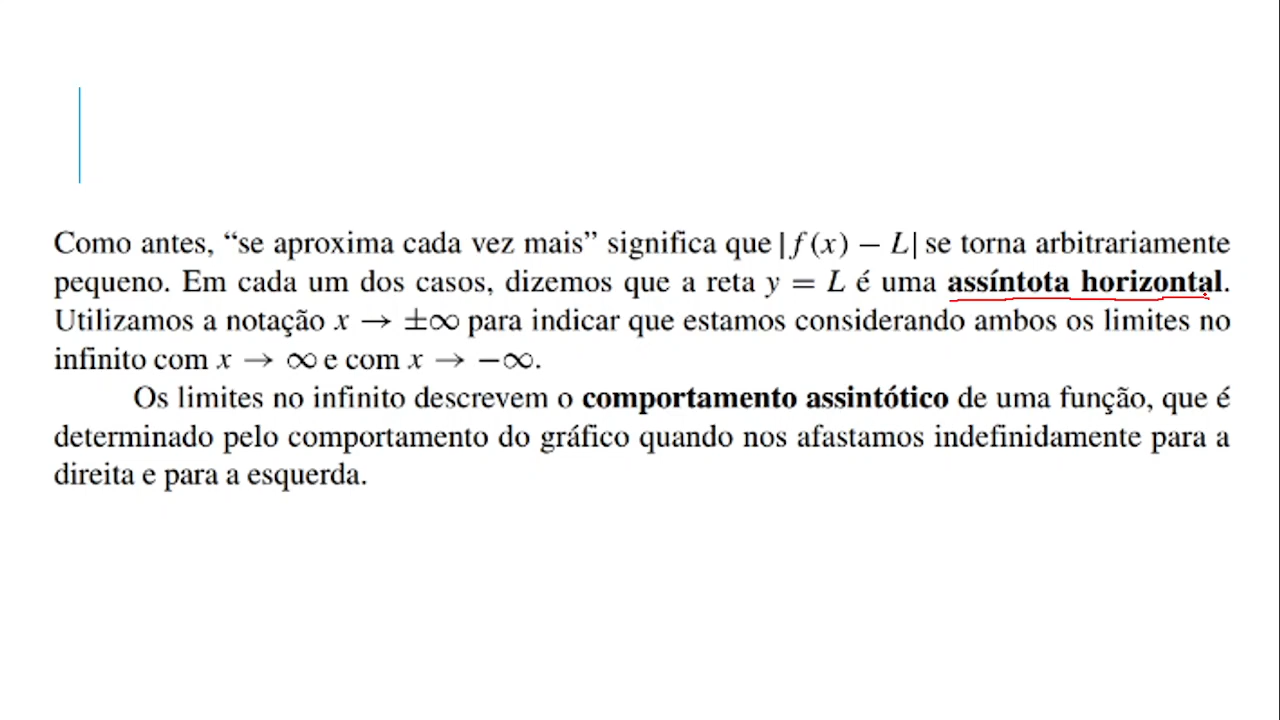 Como antes, “se aproxima cada vez mais” significa que |f(x) − L| se torna arbitrariamente
pequeno. Em cada um dos casos, dizemos que a reta y = L é uma assíntota horizontal.
Utilizamos a notação x → ±∞ para indicar que estamos considerando ambos os limites no
infinito com x → ∞ e com x → −∞.
Os limites no infinito descrevem o comportamento assintótico de uma função, que é
determinado pelo comportamento do gráfico quando nos afastamos indefinidamente para a
direita e para a esquerda.